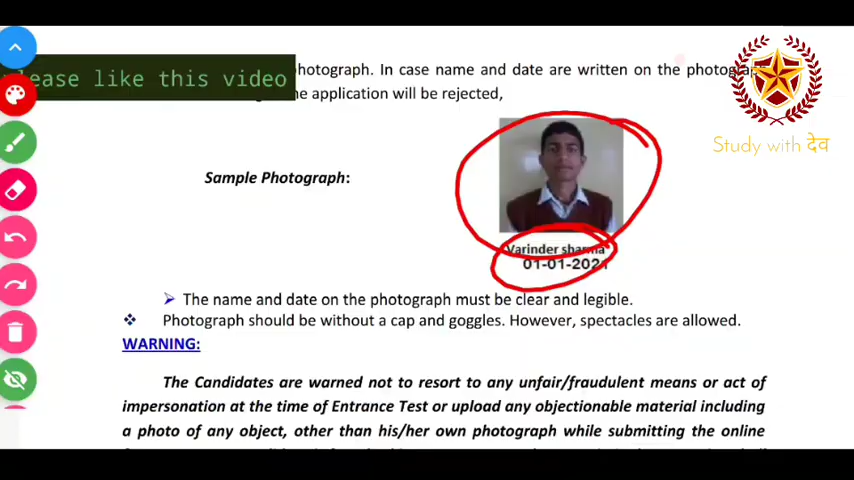 lease like this video
photograph. In case name and date are written on the
the application will be rejected,
Study with देव
Sample Photograph:
Varinder sharma
01-01-2021
➤ The name and date on the photograph must be clear and legible.
❖ Photograph should be without a cap and goggles. However, spectacles are allowed.
WARNING:
The Candidates are warned not to resort to any unfair/fraudulent means or act of
impersonation at the time of Entrance Test or upload any objectionable material including
a photo of any object, other than his/her own photograph while submitting the online